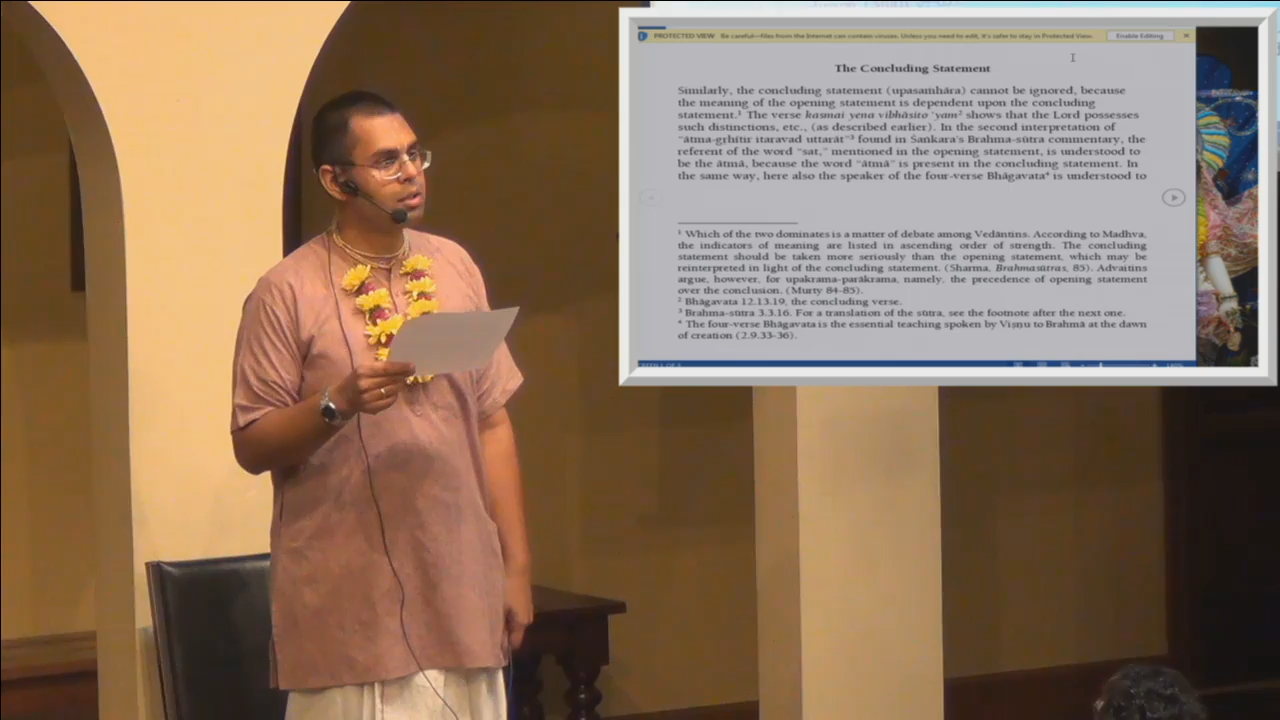 PROTECTED VIEW Be careful—files from the Internet can contain viruses. Unless you need to edit, it's safer to stay in Protected View. Enable Editing
The Concluding Statement
Similarly, the concluding statement (upasaṁhāra) cannot be ignored, because
the meaning of the opening statement is dependent upon the concluding
statement.¹ The verse kasmai yena vibhāsito 'yam² shows that the Lord possesses
such distinctions, etc., (as described earlier). In the second interpretation of
“ātma-gṛhītir itaravad uttarāt”³ found in Śaṅkara's Brahma-sūtra commentary, the
referent of the word “sat,” mentioned in the opening statement, is understood to
be the ātmā, because the word “ātmā” is present in the concluding statement. In
the same way, here also the speaker of the four-verse Bhāgavata⁴ is understood to
¹ Which of the two dominates is a matter of debate among Vedāntins. According to Madhva,
the indicators of meaning are listed in ascending order of strength. The concluding
statement should be taken more seriously than the opening statement, which may be
reinterpreted in light of the concluding statement. (Sharma, Brahmasūtras, 85). Advaitins
argue, however, for upakrama-parākrama, namely, the precedence of opening statement
over the conclusion. (Murty 84-85).
² Bhāgavata 12.13.19, the concluding verse.
³ Brahma-sūtra 3.3.16. For a translation of the sūtra, see the footnote after the next one.
⁴ The four-verse Bhāgavata is the essential teaching spoken by Viṣṇu to Brahmā at the dawn
of creation (2.9.33-36).